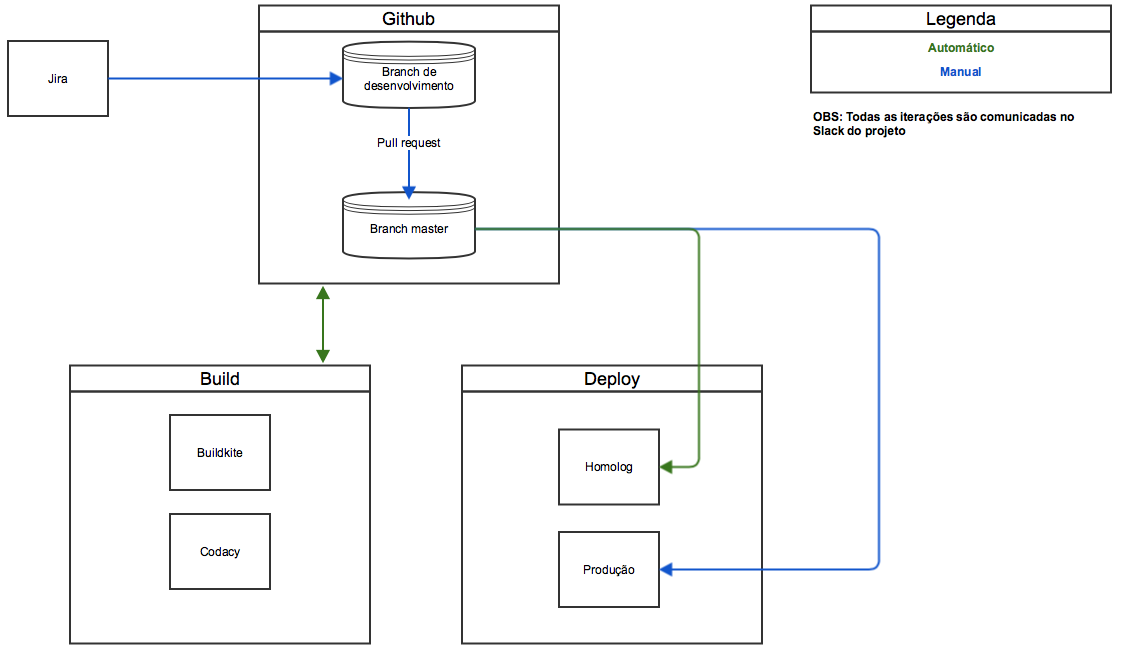 Github
Legenda
Automático
Manual
Jira
Branch de
desenvolvimento
OBS: Todas as iterações são comunicadas no
Slack do projeto
Pull request
Branch master
Build
Deploy
Buildkite
Homolog
Codacy
Produção